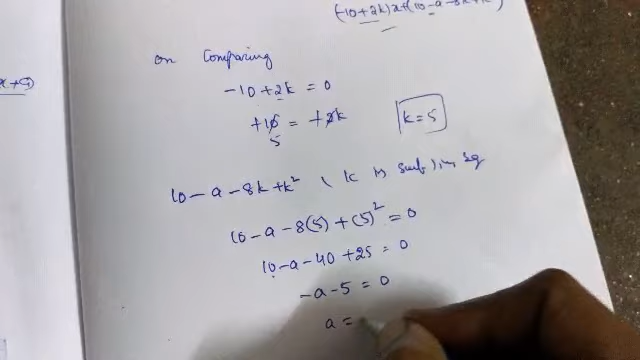 (-10+2k)x+(10-a-8k+k²)
x+9)
on Comparing
-10+2k = 0
+10 = +2k
5
k=5
10-a-8k+k² (k is sub) in eq
10-a-8(5)+(5)²=0
10-a-40+25=0
-a-5=0
a=